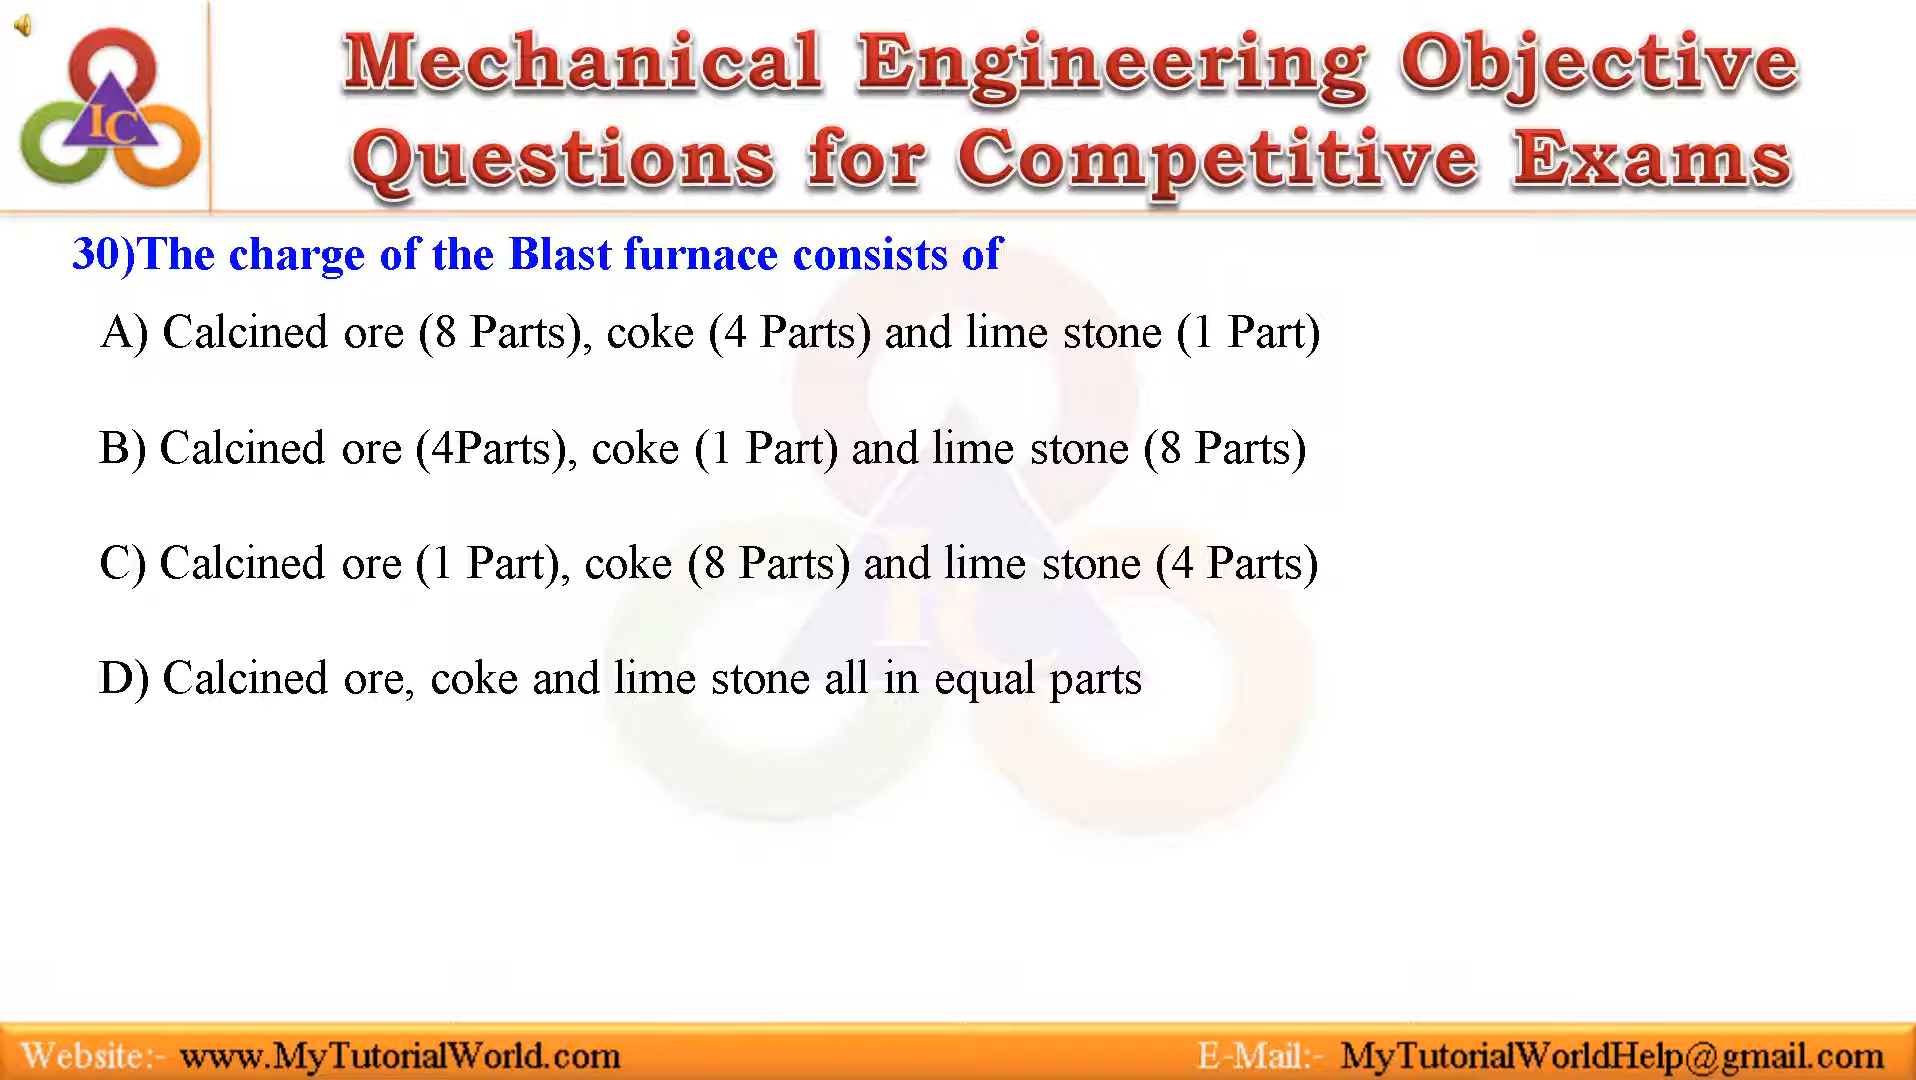 IC
Mechanical Engineering Objective
Questions for Competitive Exams
30)The charge of the Blast furnace consists of
A) Calcined ore (8 Parts), coke (4 Parts) and lime stone (1 Part)
B) Calcined ore (4Parts), coke (1 Part) and lime stone (8 Parts)
C) Calcined ore (1 Part), coke (8 Parts) and lime stone (4 Parts)
IC
D) Calcined ore, coke and lime stone all in equal parts
Website:- www.MyTutorialWorld.com E-Mail:- MyTutorialWorldHelp@gmail.com